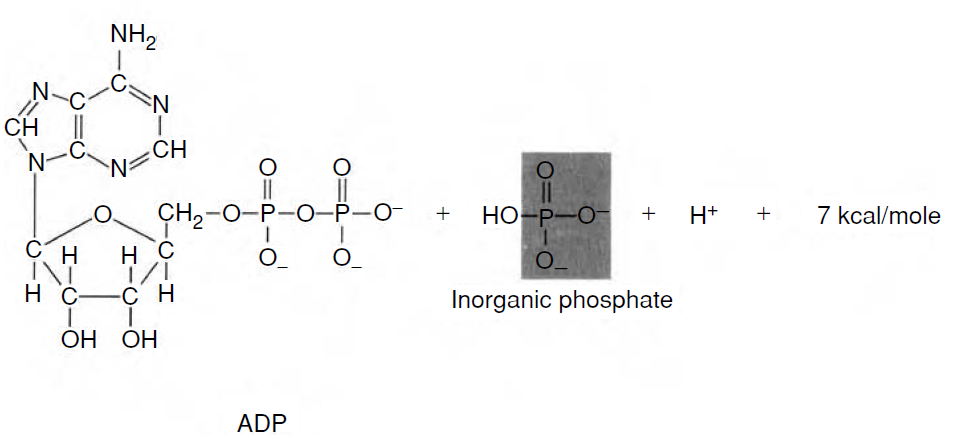 NH2
N C C N
CH C N CH
N
O CH2–O–P–O–P–O− + HO–P–O− + H+ + 7 kcal/mole
O O O
O− O− O−
C H H C
H C C H
OH OH
Inorganic phosphate
ADP